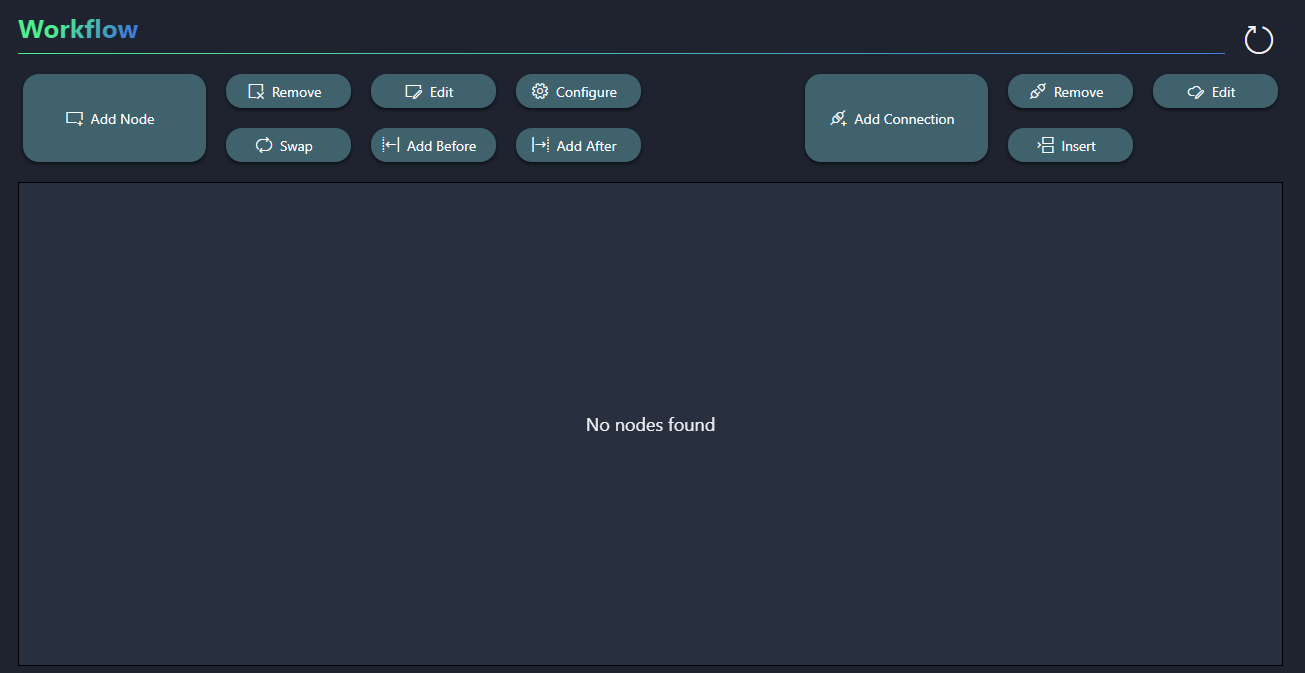 Workflow
Add Node
Remove
Edit
Configure
Swap
Add Before
Add After
Add Connection
Remove
Edit
Insert
No nodes found